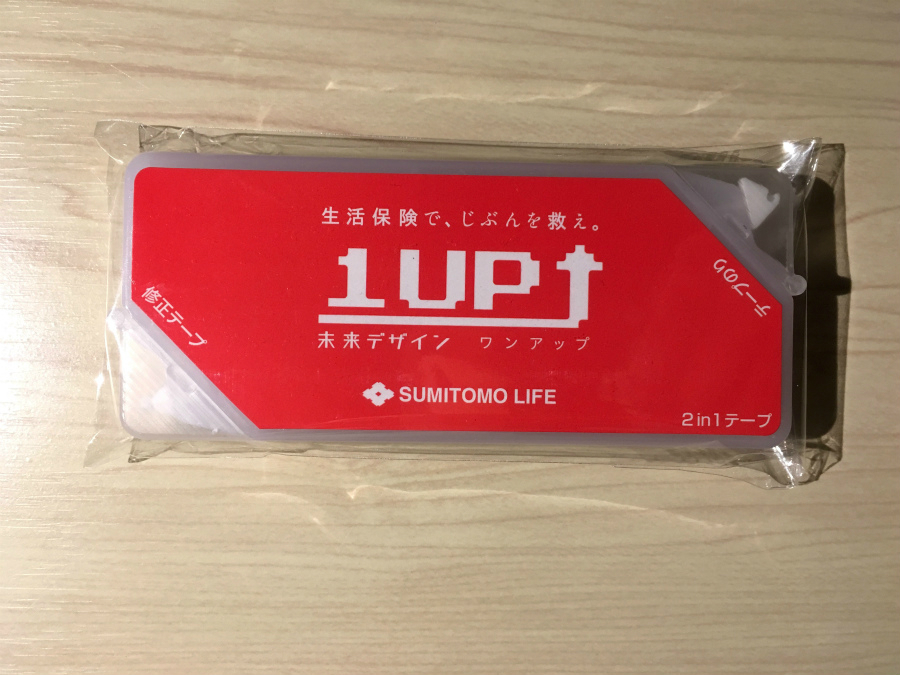 生活保険で、じぶんを救え。
1UP↑
未来デザイン ワンアップ
SUMITOMO LIFE
修正テープ
テープのり
2in1テープ